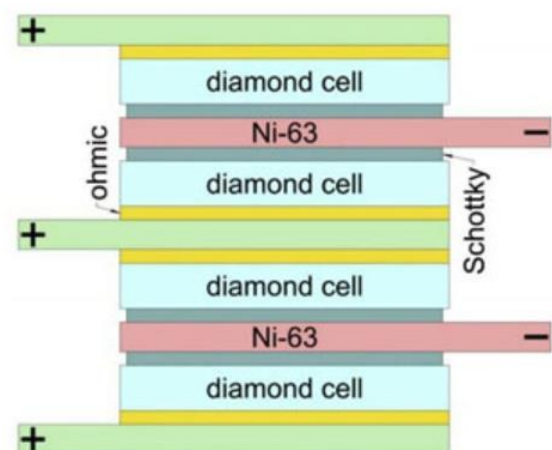 +
diamond cell
Ni-63 −
ohmic
diamond cell
Schottky
+
diamond cell
Ni-63 −
diamond cell
+